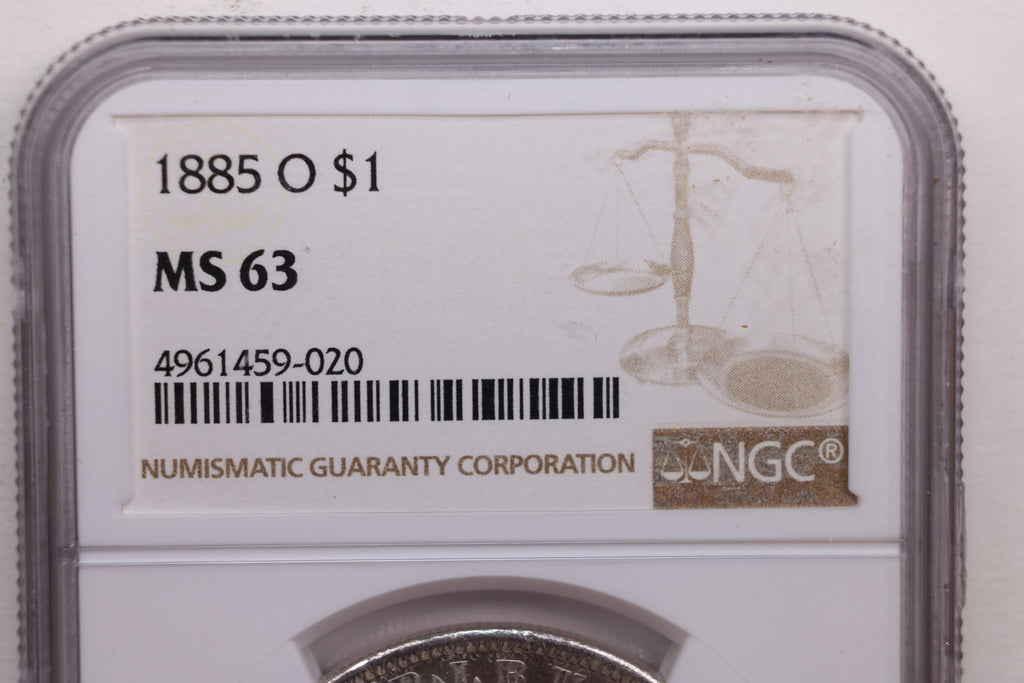 1885 O $1
MS 63
4961459-020
NUMISMATIC GUARANTY CORPORATION
NGC®